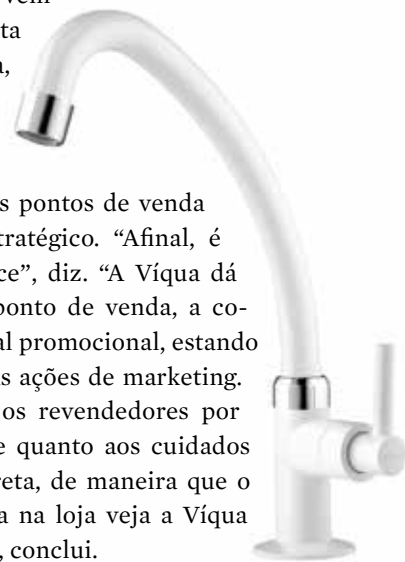 vem
ta
,
s pontos de venda
tratégico. “Afinal, é
ce”, diz. “A Víqua dá
ponto de venda, a co-
al promocional, estando
s ações de marketing.
os revendedores por
e quanto aos cuidados
reta, de maneira que o
a na loja veja a Víqua
, conclui.